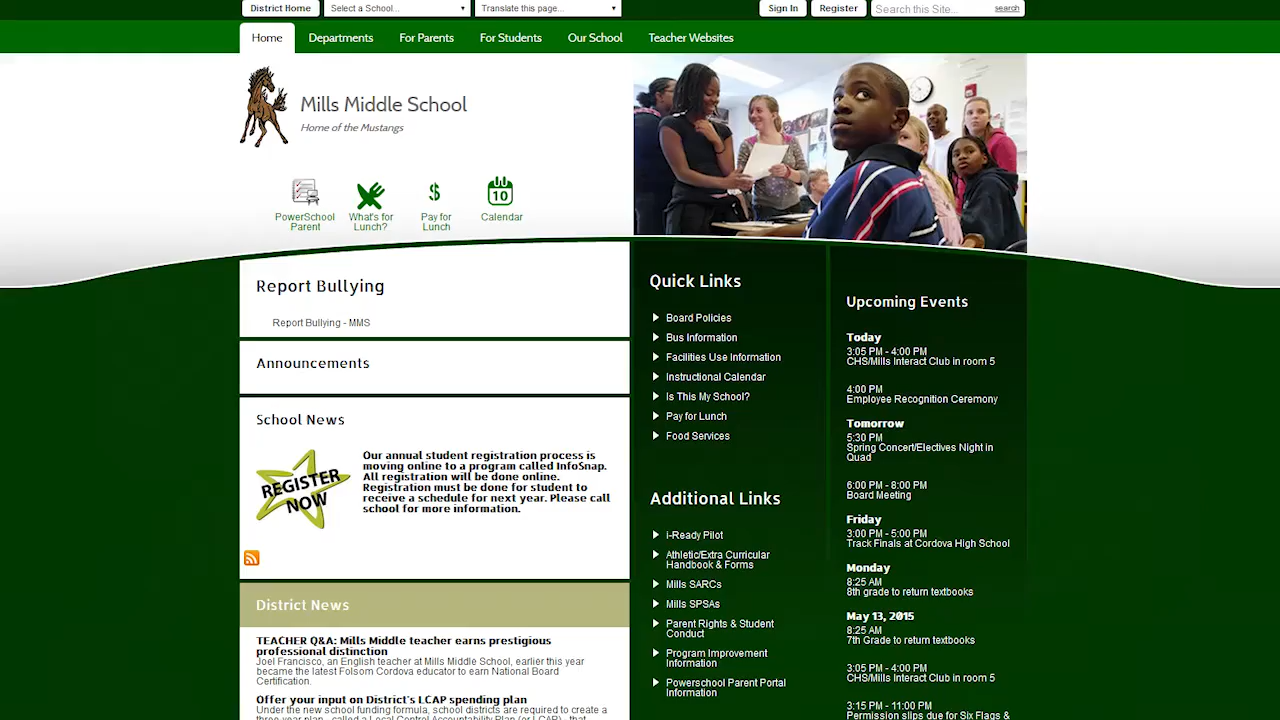 District Home
Select a School...
Translate this page...
Sign In
Register
Search this Site...
search
Home
Departments
For Parents
For Students
Our School
Teacher Websites
Mills Middle School
Home of the Mustangs
PowerSchool
Parent
What's for
Lunch?
Pay for
Lunch
10
Calendar
Report Bullying
Report Bullying - MMS
Announcements
School News
REGISTER
NOW
Our annual student registration process is
moving online to a program called InfoSnap.
All registration will be done online.
Registration must be done for student to
receive a schedule for next year. Please call
school for more information.
District News
TEACHER Q&A: Mills Middle teacher earns prestigious
professional distinction
Joel Francisco, an English teacher at Mills Middle School, earlier this year
became the latest Folsom Cordova educator to earn National Board
Certification.
Offer your input on District's LCAP spending plan
Under the new school funding formula, school districts are required to create a
three-year plan - called a Local Control Accountability Plan (or LCAP) - that
Quick Links
Board Policies
Bus Information
Facilities Use Information
Instructional Calendar
Is This My School?
Pay for Lunch
Food Services
Additional Links
i-Ready Pilot
Athletic/Extra Curricular
Handbook & Forms
Mills SARCs
Mills SPSAs
Parent Rights & Student
Conduct
Program Improvement
Information
Powerschool Parent Portal
Information
Upcoming Events
Today
3:05 PM - 4:00 PM
CHS/Mills Interact Club in room 5
4:00 PM
Employee Recognition Ceremony
Tomorrow
5:30 PM
Spring Concert/Electives Night in
Quad
6:00 PM - 8:00 PM
Board Meeting
Friday
3:00 PM - 5:00 PM
Track Finals at Cordova High School
Monday
8:25 AM
8th grade to return textbooks
May 13, 2015
8:25 AM
7th Grade to return textbooks
3:05 PM - 4:00 PM
CHS/Mills Interact Club in room 5
3:15 PM - 11:00 PM
Permission slips due for Six Flags &